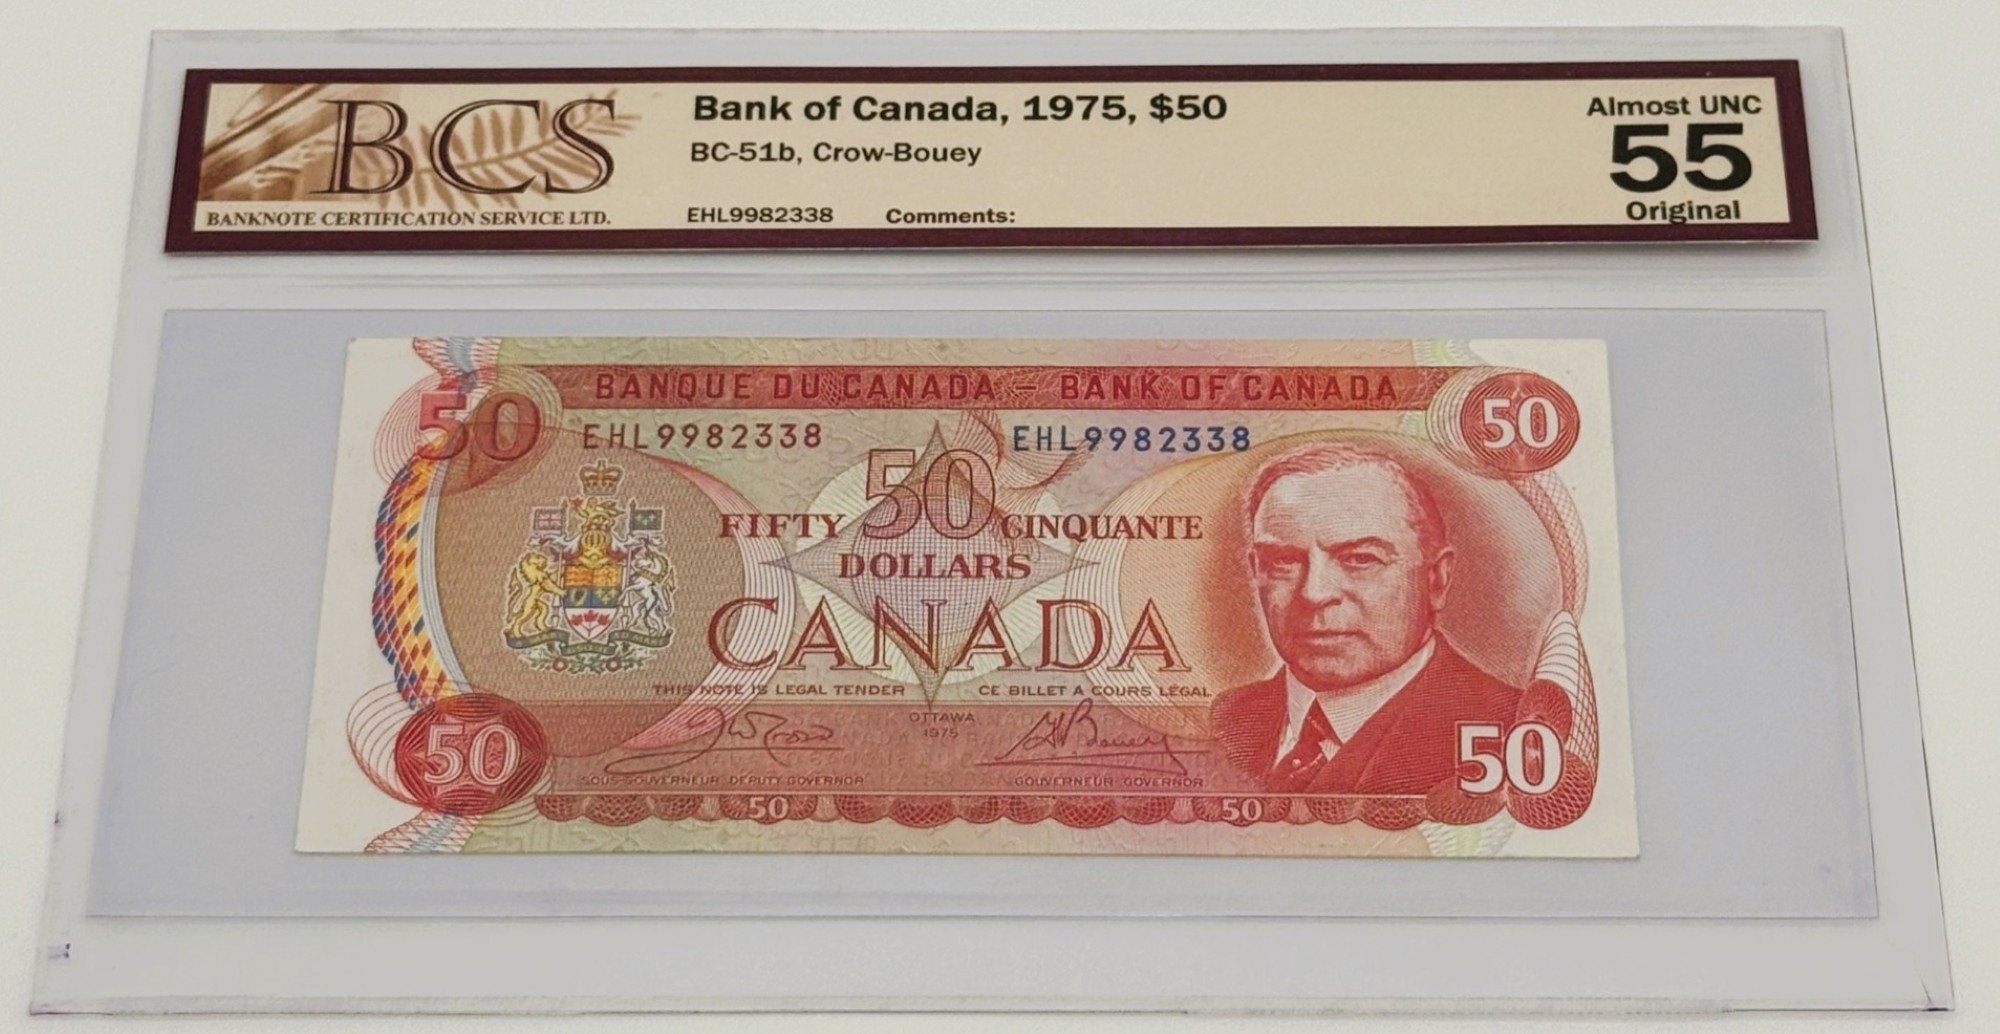 BCS
BANKNOTE CERTIFICATION SERVICE LTD.
Bank of Canada, 1975, $50
BC-51b, Crow-Bouey
EHL9982338 Comments:
Almost UNC
55
Original
BANQUE DU CANADA – BANK OF CANADA
50 50
EHL9982338 EHL9982338
50
FIFTY CINQUANTE
DOLLARS
CANADA
THIS NOTE IS LEGAL TENDER CE BILLET A COURS LÉGAL
OTTAWA
1975
G.K. Bouey
SOUS-GOUVERNEUR DEPUTY GOVERNOR GOUVERNEUR GOVERNOR
50 50
50 50